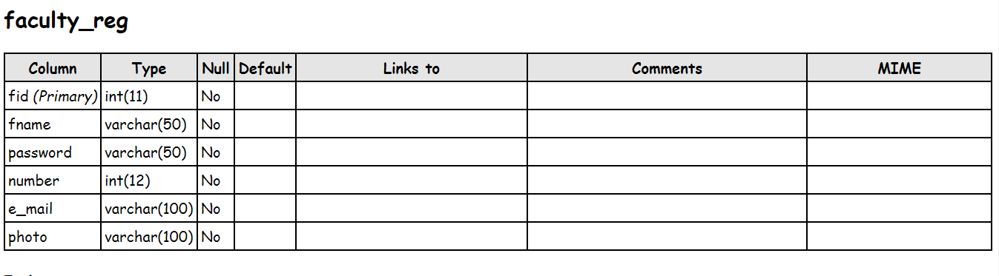 faculty_reg
Column Type Null Default Links to Comments MIME
fid (Primary) int(11) No
fname varchar(50) No
password varchar(50) No
number int(12) No
e_mail varchar(100) No
photo varchar(100) No